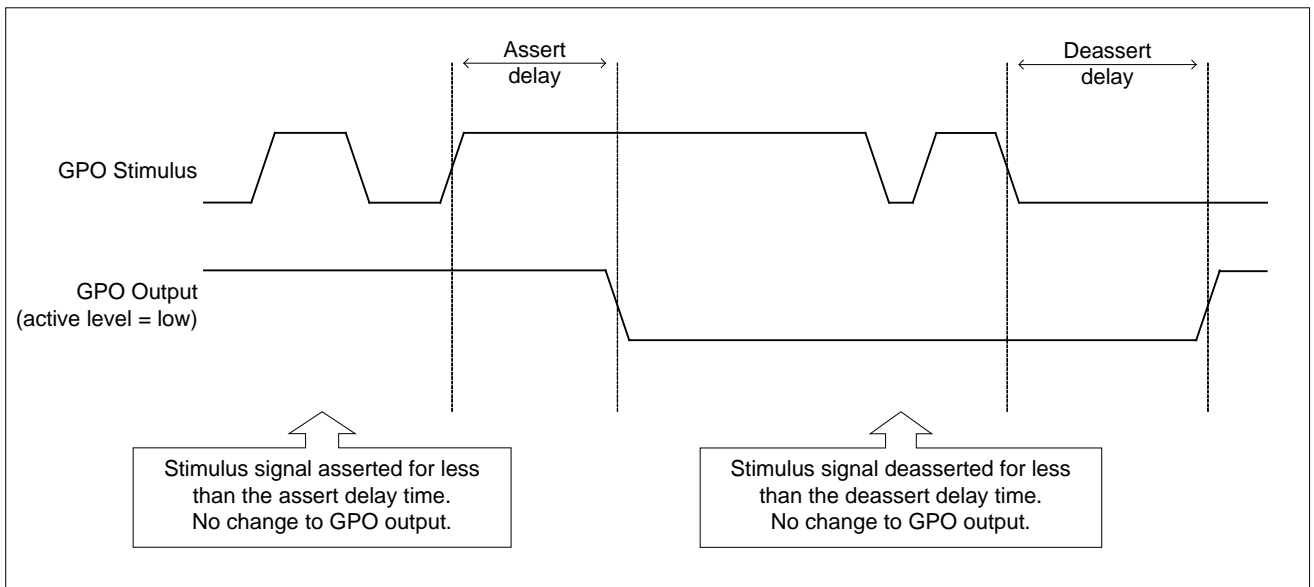 Assert
delay
Deassert
delay
GPO Stimulus
GPO Output
(active level = low)
Stimulus signal asserted for less
than the assert delay time.
No change to GPO output.
Stimulus signal deasserted for less
than the deassert delay time.
No change to GPO output.